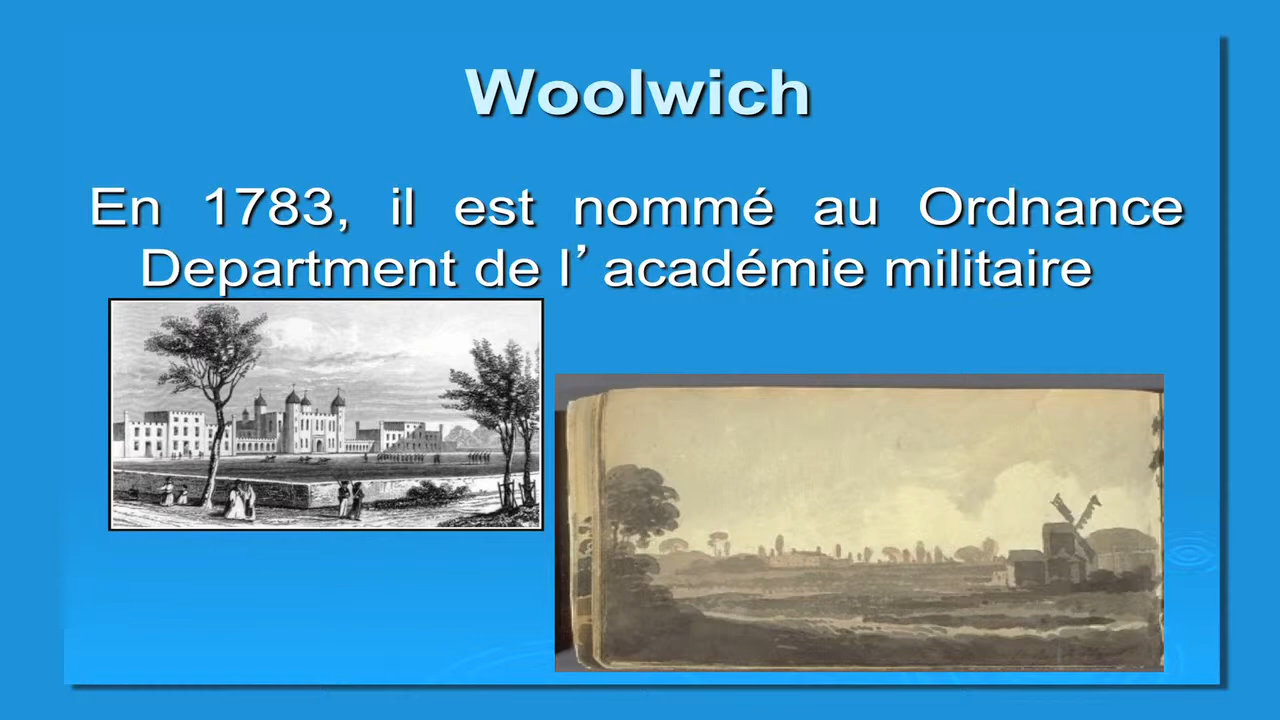 Woolwich
En 1783, il est nommé au Ordnance
Department de l’académie militaire